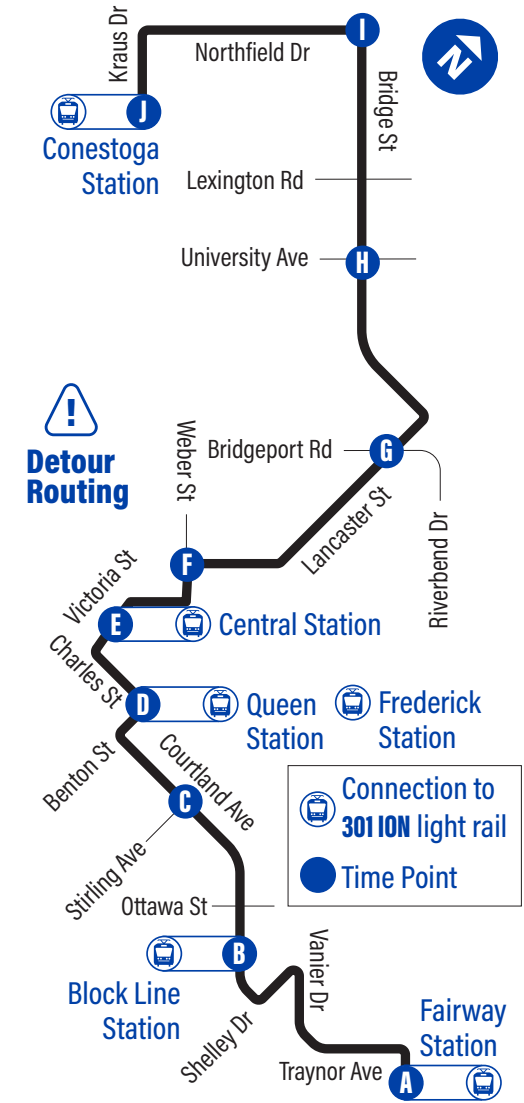 Kraus Dr
I
Northfield Dr
N
Bridge St
J
Conestoga
Station
Lexington Rd
University Ave
H
!
Detour
Routing
Weber St
Bridgeport Rd
G
Lancaster St
Riverbend Dr
F
Victoria St
E
Central Station
Charles St
D
Queen
Station
Frederick
Station
Benton St
Courtland Ave
C
Stirling Ave
Connection to
301 ION light rail
Time Point
Ottawa St
B
Block Line
Station
Shelley Dr
Vanier Dr
Fairway
Station
Traynor Ave
A